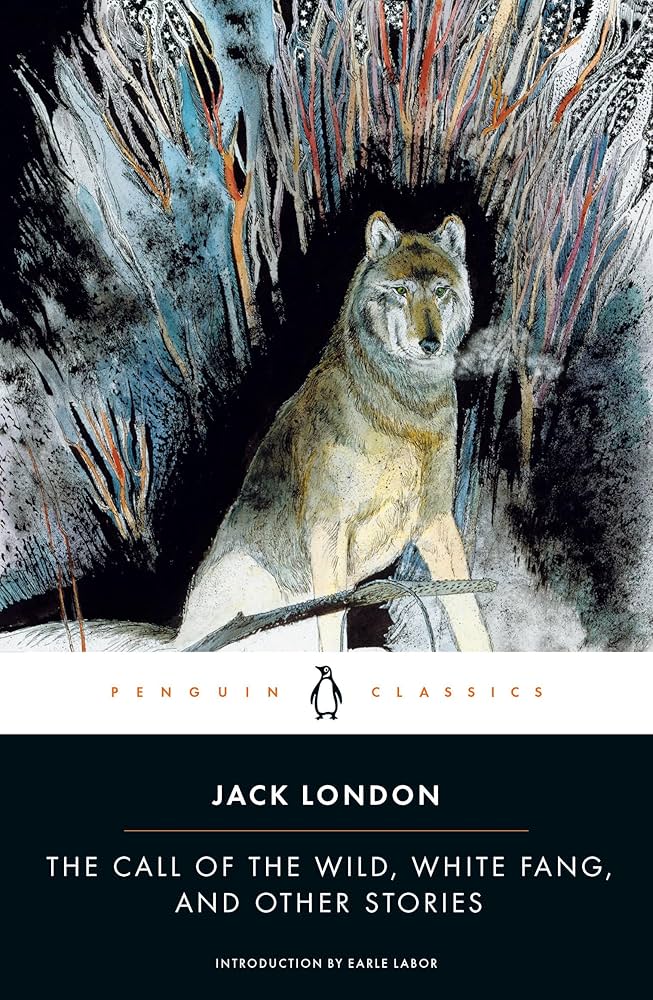 PENGUIN CLASSICS
JACK LONDON
THE CALL OF THE WILD, WHITE FANG,
AND OTHER STORIES
INTRODUCTION BY EARLE LABOR